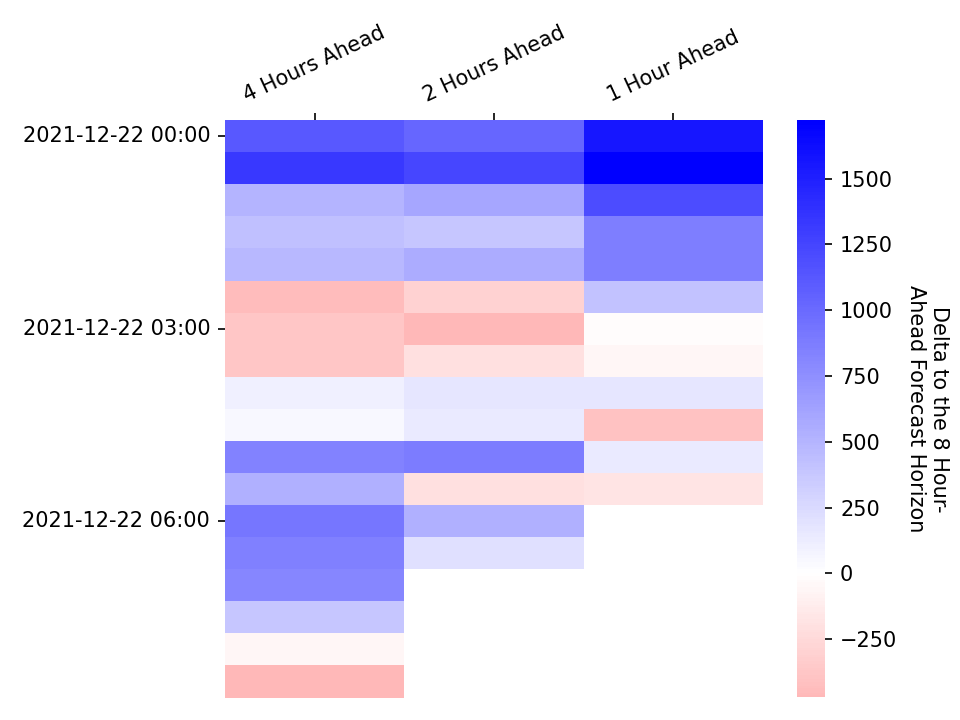 4 Hours Ahead
2 Hours Ahead
1 Hour Ahead
2021-12-22 00:00
2021-12-22 03:00
2021-12-22 06:00
1500
1250
1000
750
500
250
0
−250
Delta to the 8 Hour-
Ahead Forecast Horizon